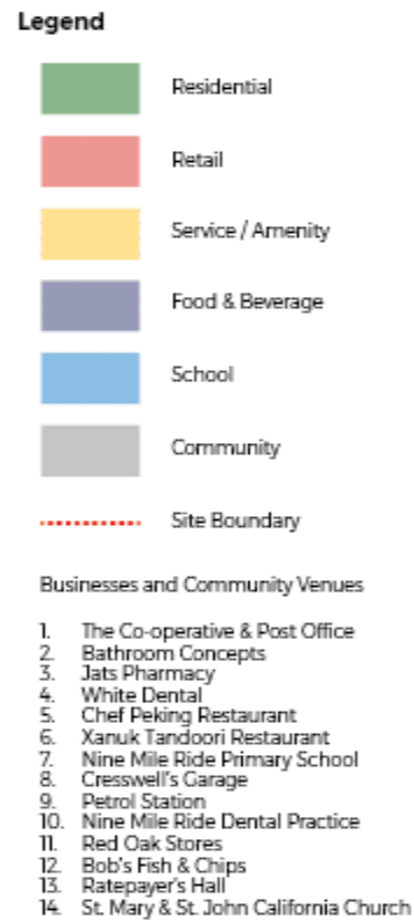 Legend
Residential
Retail
Service / Amenity
Food & Beverage
School
Community
Site Boundary
Businesses and Community Venues
1. The Co-operative & Post Office
2. Bathroom Concepts
3. Jats Pharmacy
4. White Dental
5. Chef Peking Restaurant
6. Xanuk Tandoori Restaurant
7. Nine Mile Ride Primary School
8. Cresswell's Garage
9. Petrol Station
10. Nine Mile Ride Dental Practice
11. Red Oak Stores
12. Bob's Fish & Chips
13. Ratepayer's Hall
14. St. Mary & St. John California Church